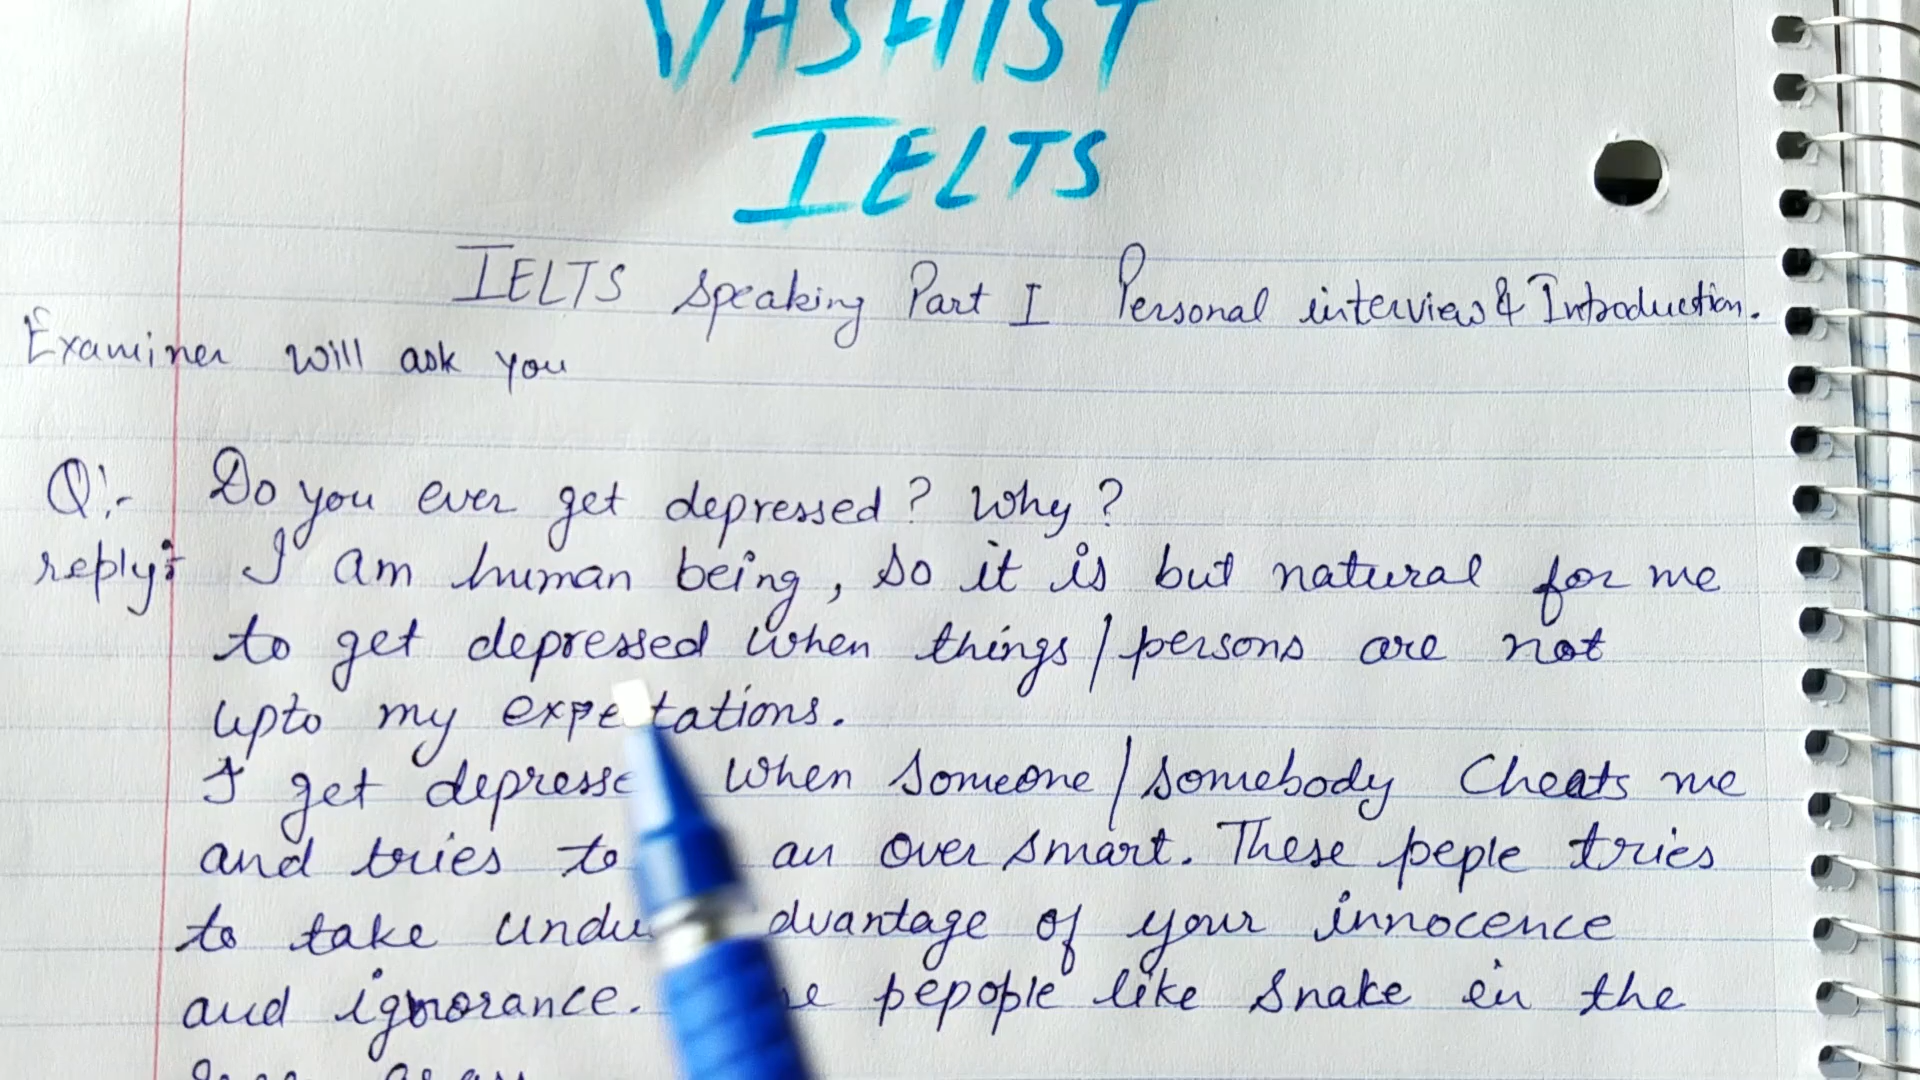 VASHIST
IELTS
IELTS speaking Part I Personal interview & Introduction.
Examiner will ask you
Q:- Do you ever get depressed? Why?
reply: I am human being, so it is but natural for me
to get depressed when things/persons are not
upto my expectations.
I get depresse when someone/somebody Cheats me
and tries to an over smart. These peple tries
to take undu dvantage of your innocence
and ignorance. pepople like snake in the